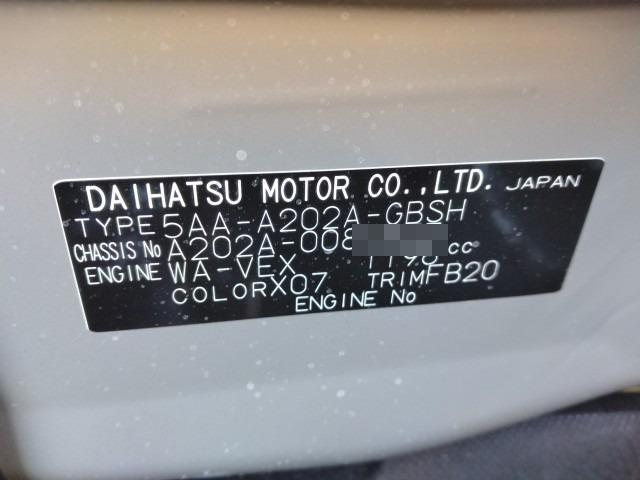 DAIHATSU MOTOR CO.,LTD. JAPAN
TYPE 5AA-A202A-GBSH
CHASSIS No A202A-008
ENGINE WA-VEX 1196 CC
COLOR X07 TRIM FB20
ENGINE No